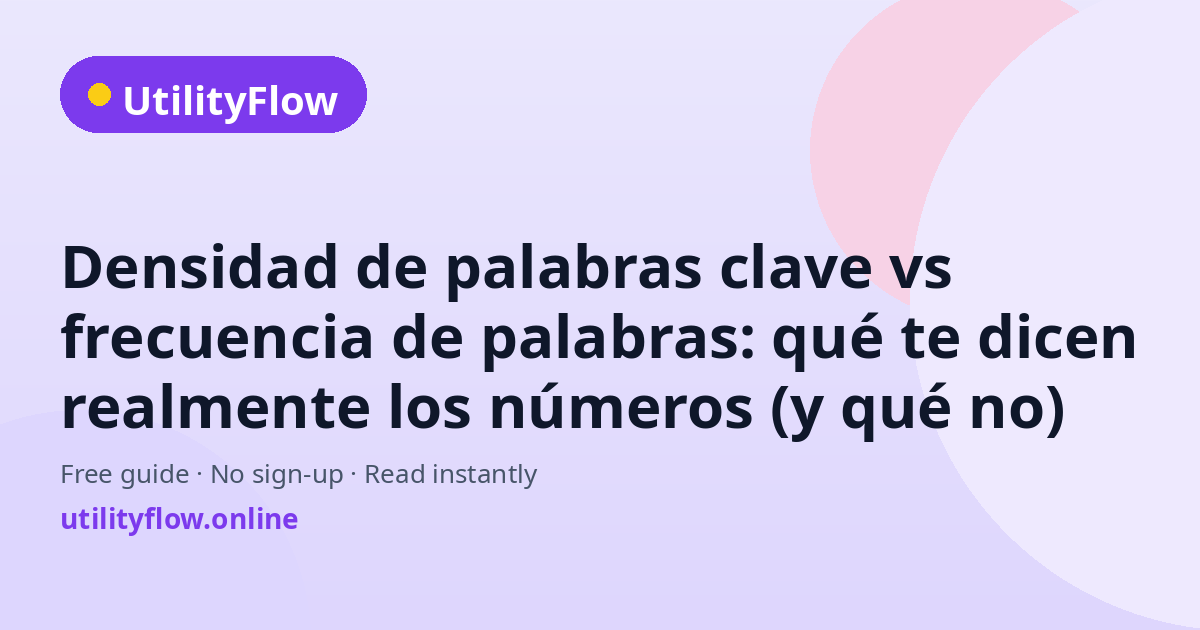 UtilityFlow
Densidad de palabras clave vs
frecuencia de palabras: qué te dicen
realmente los números (y qué no)
Free guide · No sign-up · Read instantly
utilityflow.online